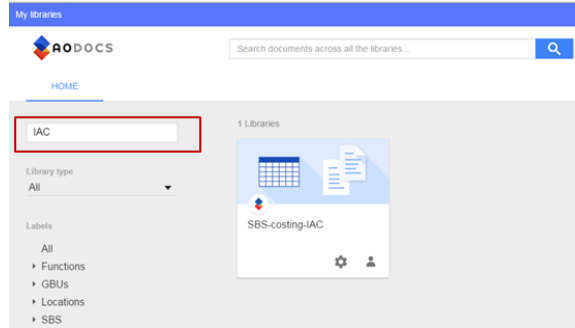 My libraries
AODOCS
Search documents across all the libraries...
HOME
IAC
1 Libraries
Library type
All
SBS-costing-IAC
Labels
All
Functions
GBUs
Locations
SBS